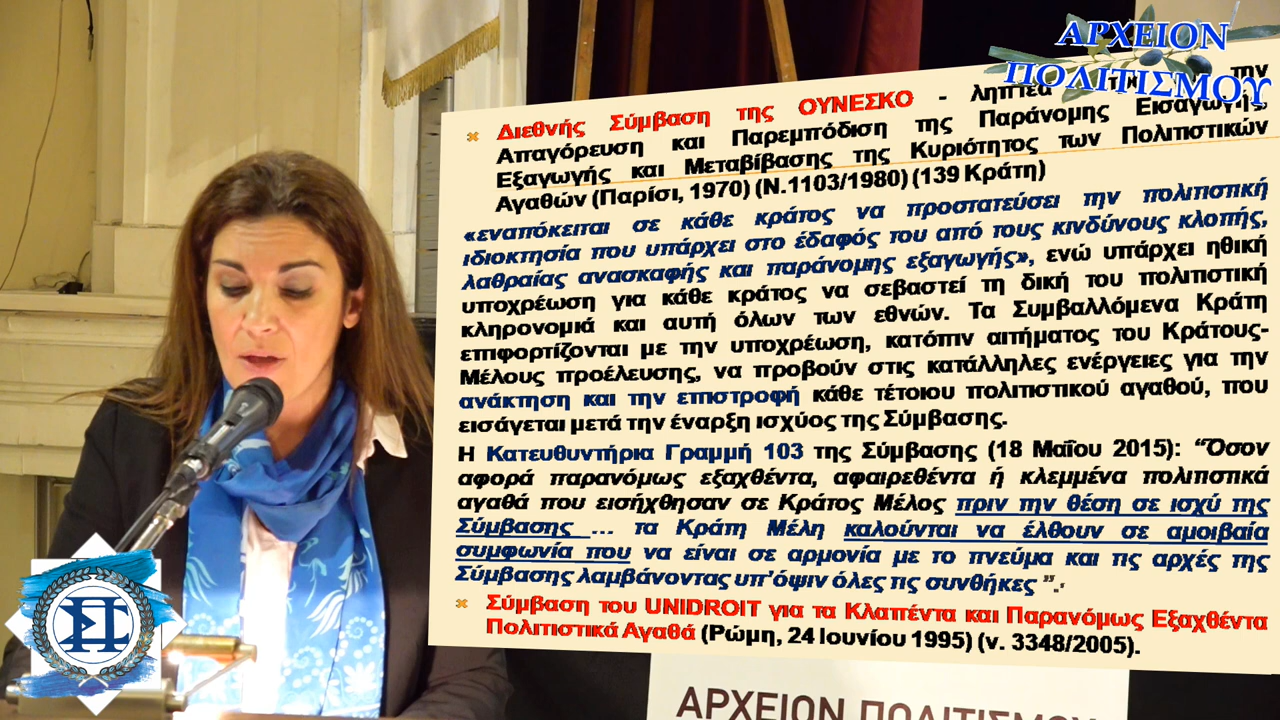 ΑΡΧΕΙΟΝ
ΠΟΛΙΤΙΣΜΟΥ
Διεθνής Σύμβαση της ΟΥΝΕΣΚΟ - ληπτέα την
Απαγόρευση και Παρεμπόδιση της Παράνομης Εισαγωγής,
Εξαγωγής και Μεταβίβασης της Κυριότητος των Πολιτιστικών
Αγαθών (Παρίσι, 1970) (Ν.1103/1980) (139 Κράτη)
«εναπόκειται σε κάθε κράτος να προστατεύσει την πολιτιστική
ιδιοκτησία που υπάρχει στο έδαφός του από τους κινδύνους κλοπής,
λαθραίας ανασκαφής και παράνομης εξαγωγής», ενώ υπάρχει ηθική
υποχρέωση για κάθε κράτος να σεβαστεί τη δική του πολιτιστική
κληρονομιά και αυτή όλων των εθνών. Τα Συμβαλλόμενα Κράτη
επιφορτίζονται με την υποχρέωση, κατόπιν αιτήματος του Κράτους-
Μέλους προέλευσης, να προβούν στις κατάλληλες ενέργειες για την
ανάκτηση και την επιστροφή κάθε τέτοιου πολιτιστικού αγαθού, που
εισάγεται μετά την έναρξη ισχύος της Σύμβασης.
Η Κατευθυντήρια Γραμμή 103 της Σύμβασης (18 Μαΐου 2015): “Όσον
αφορά παρανόμως εξαχθέντα, αφαιρεθέντα ή κλεμμένα πολιτιστικά
αγαθά που εισήχθησαν σε Κράτος Μέλος πριν την θέση σε ισχύ της
Σύμβασης ... τα Κράτη Μέλη καλούνται να έλθουν σε αμοιβαία
συμφωνία που να είναι σε αρμονία με το πνεύμα και τις αρχές της
Σύμβασης λαμβάνοντας υπ'όψιν όλες τις συνθήκες ”.
Σύμβαση του UNIDROIT για τα Κλαπέντα και Παρανόμως Εξαχθέντα
Πολιτιστικά Αγαθά (Ρώμη, 24 Ιουνίου 1995) (ν. 3348/2005).
ΑΡΧΕΙΟΝ ΠΟΛΙΤΙΣΜΟΥ